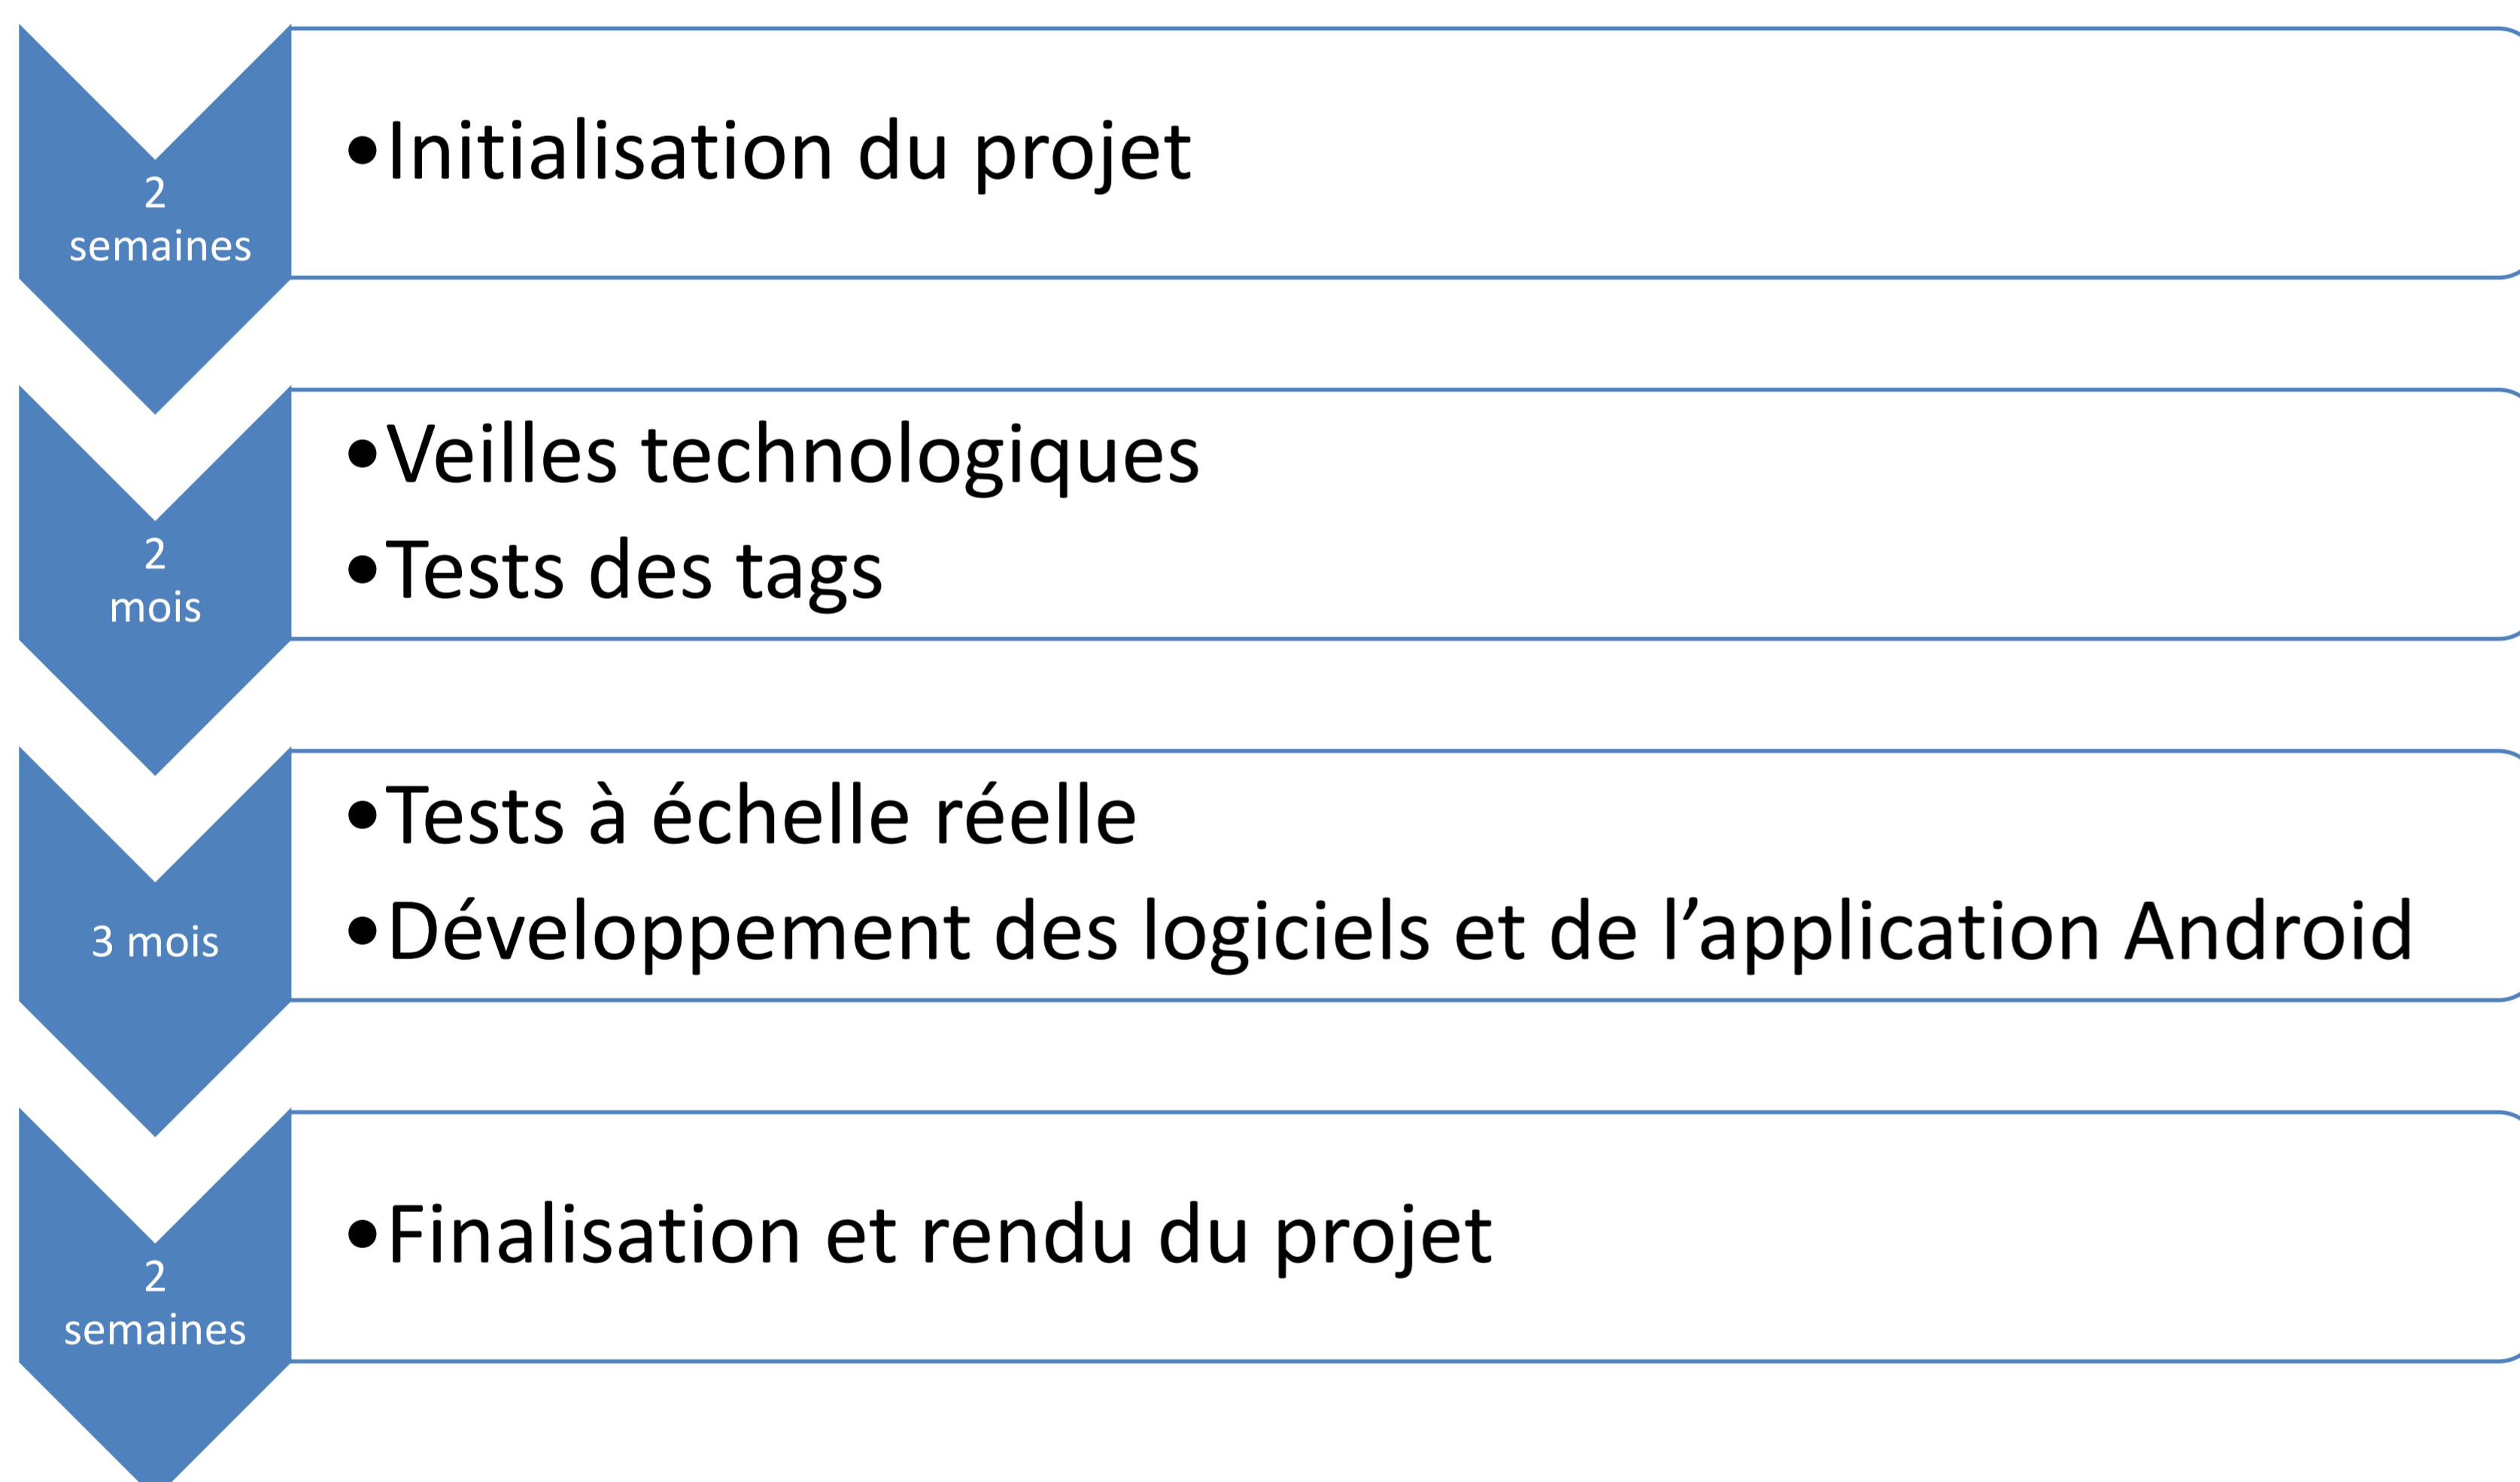 2
semaines
•Initialisation du projet
2
mois
•Veilles technologiques
•Tests des tags
3 mois
•Tests à échelle réelle
•Développement des logiciels et de l’application Android
2
semaines
•Finalisation et rendu du projet